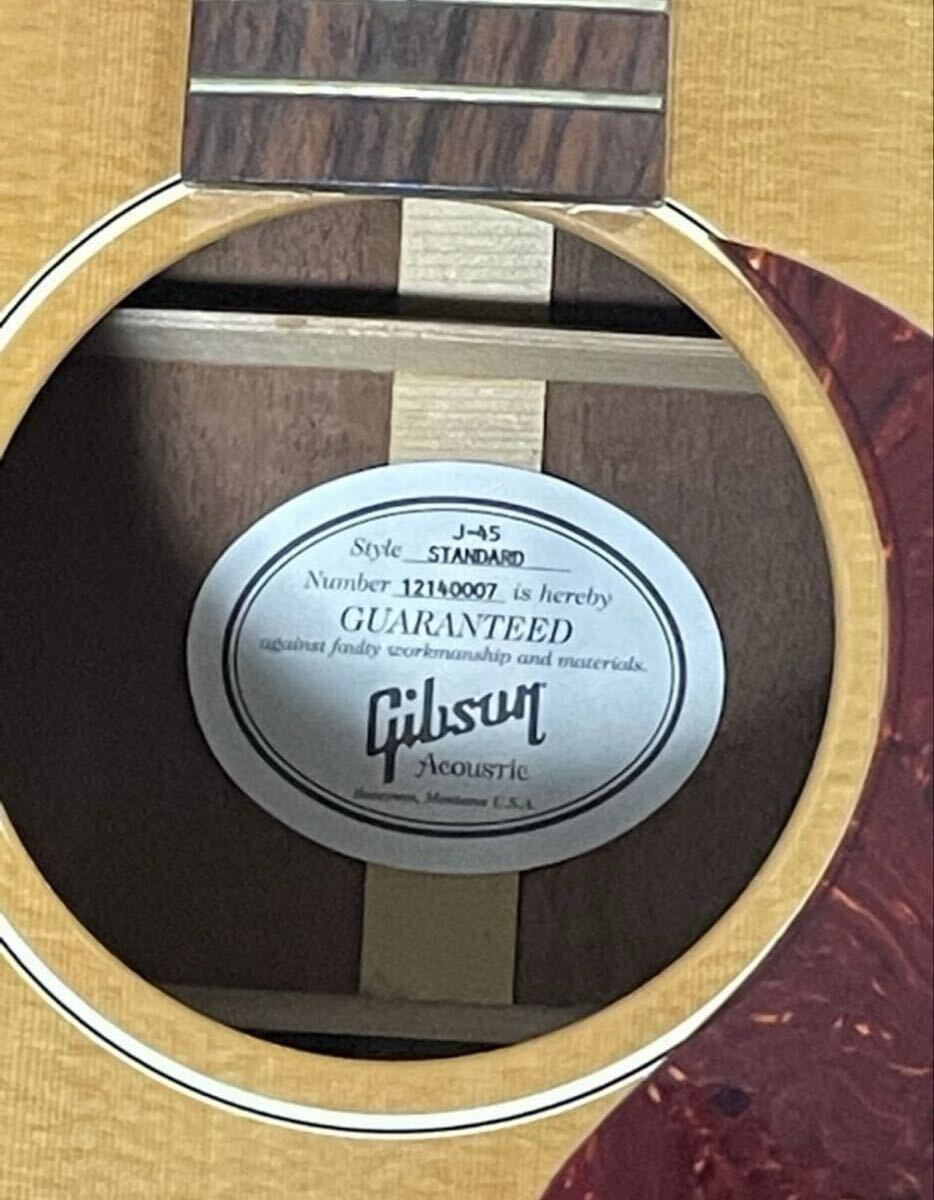 J-45
Style STANDARD
Number 12140007 is hereby
GUARANTEED
against faulty workmanship and materials.
Gibson
Acoustic
Bozeman, Montana U.S.A.